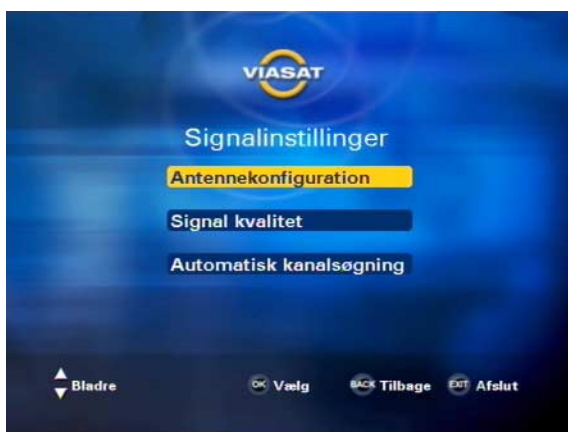 VIASAT
Signalinstillinger
Antennekonfiguration
Signal kvalitet
Automatisk kanalsøgning
Bladre OK Vælg BACK Tilbage EXIT Afslut